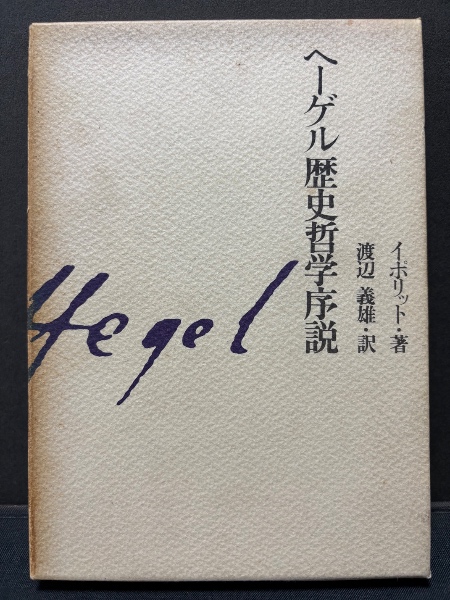 ヘーゲル歴史哲学序説
イポリット・著
渡辺義雄・訳
Hegel